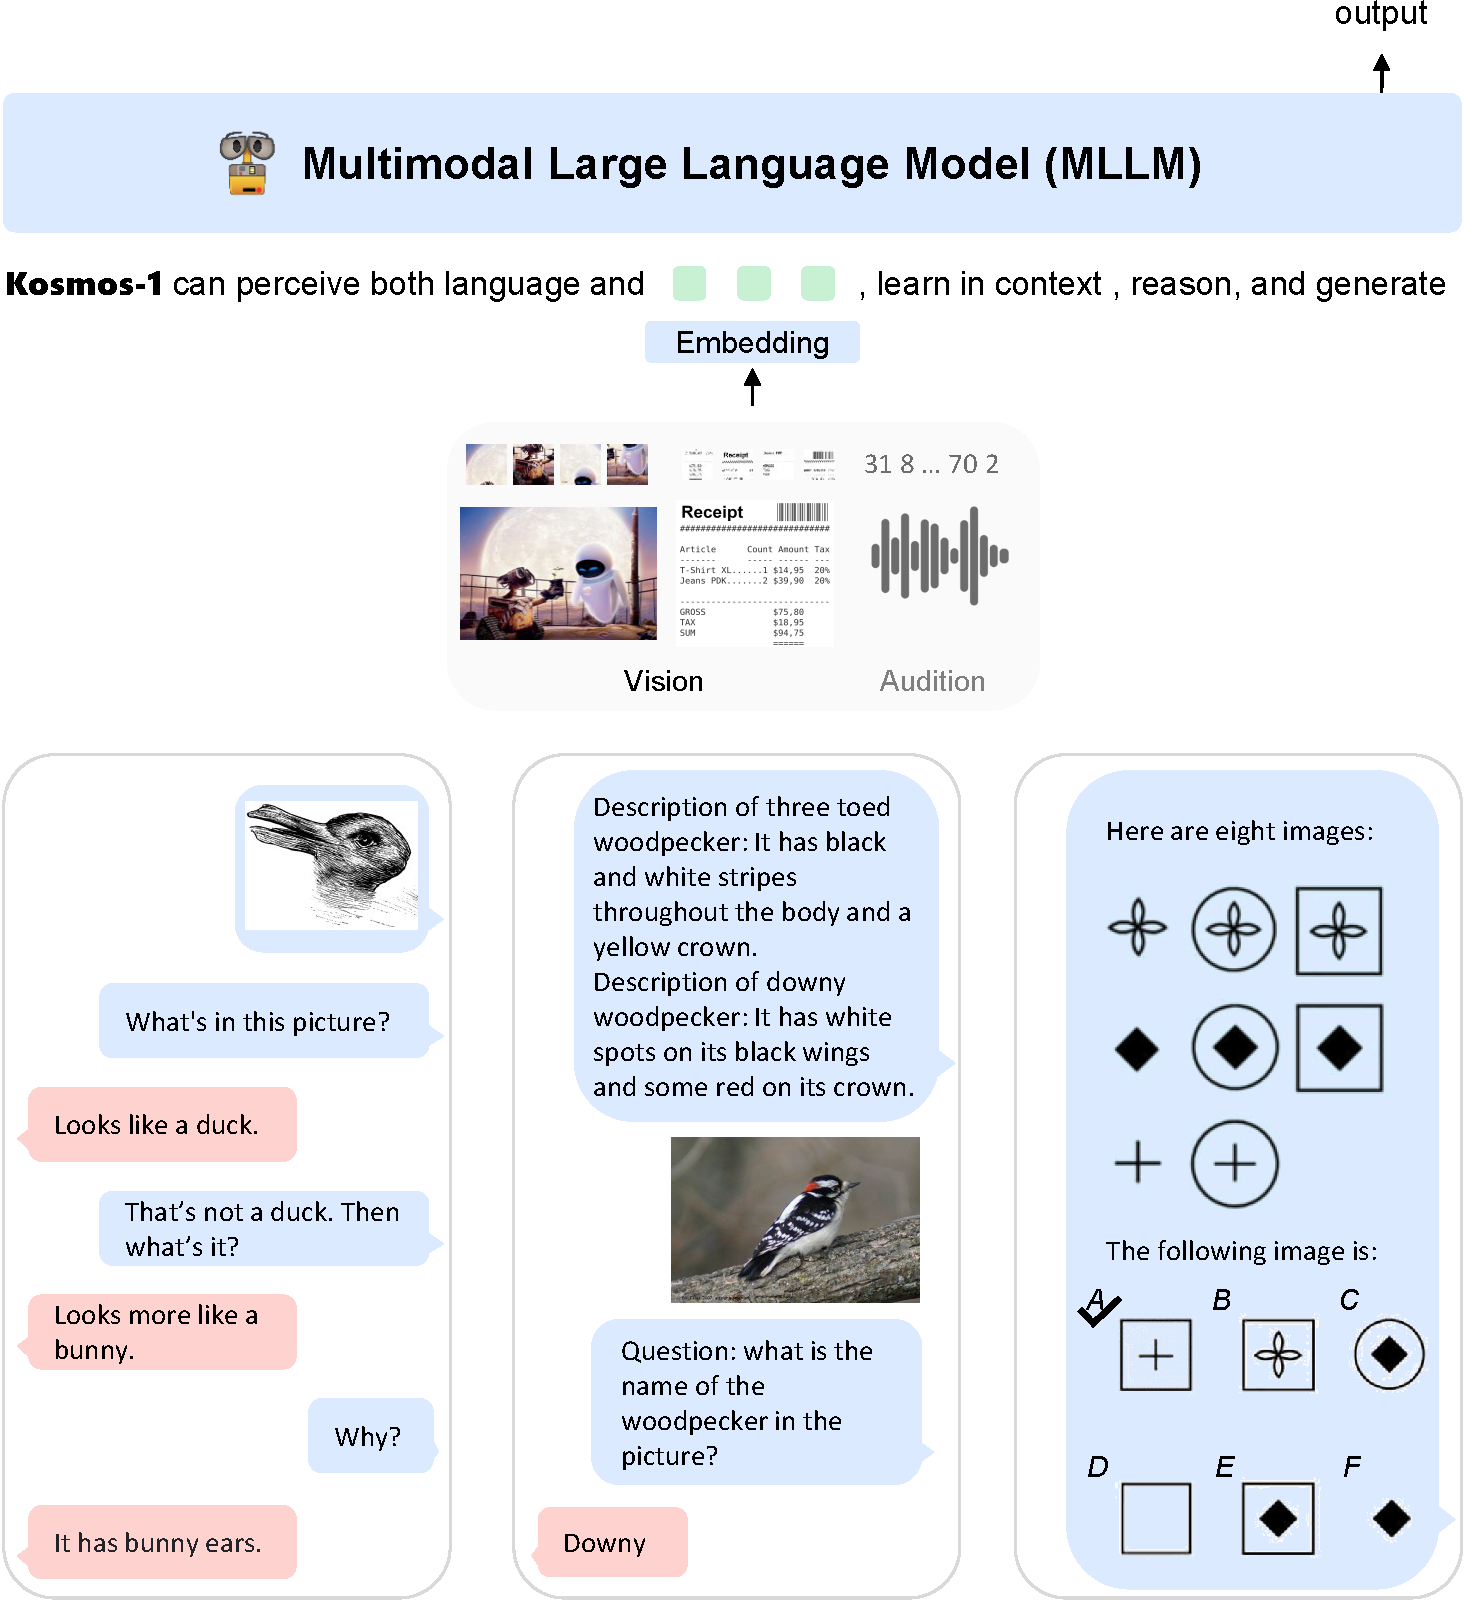 output
Multimodal Large Language Model (MLLM)
Kosmos-1 can perceive both language and , learn in context , reason, and generate
Embedding
Receipt
31 8 ... 70 2
Receipt
##############################
Article Count Amount Tax
------- ----- ------ ---
T-Shirt XL......1 $14,95 20%
Jeans PDK.......2 $39,90 20%
------------------------------
GROSS $75,80
TAX $18,95
SUM $94,75
======
Vision
Audition
What's in this picture?
Looks like a duck.
That's not a duck. Then
what's it?
Looks more like a
bunny.
Why?
It has bunny ears.
Description of three toed
woodpecker: It has black
and white stripes
throughout the body and a
yellow crown.
Description of downy
woodpecker: It has white
spots on its black wings
and some red on its crown.
Question: what is the
name of the
woodpecker in the
picture?
Downy
Here are eight images:
The following image is:
A B C
D E F